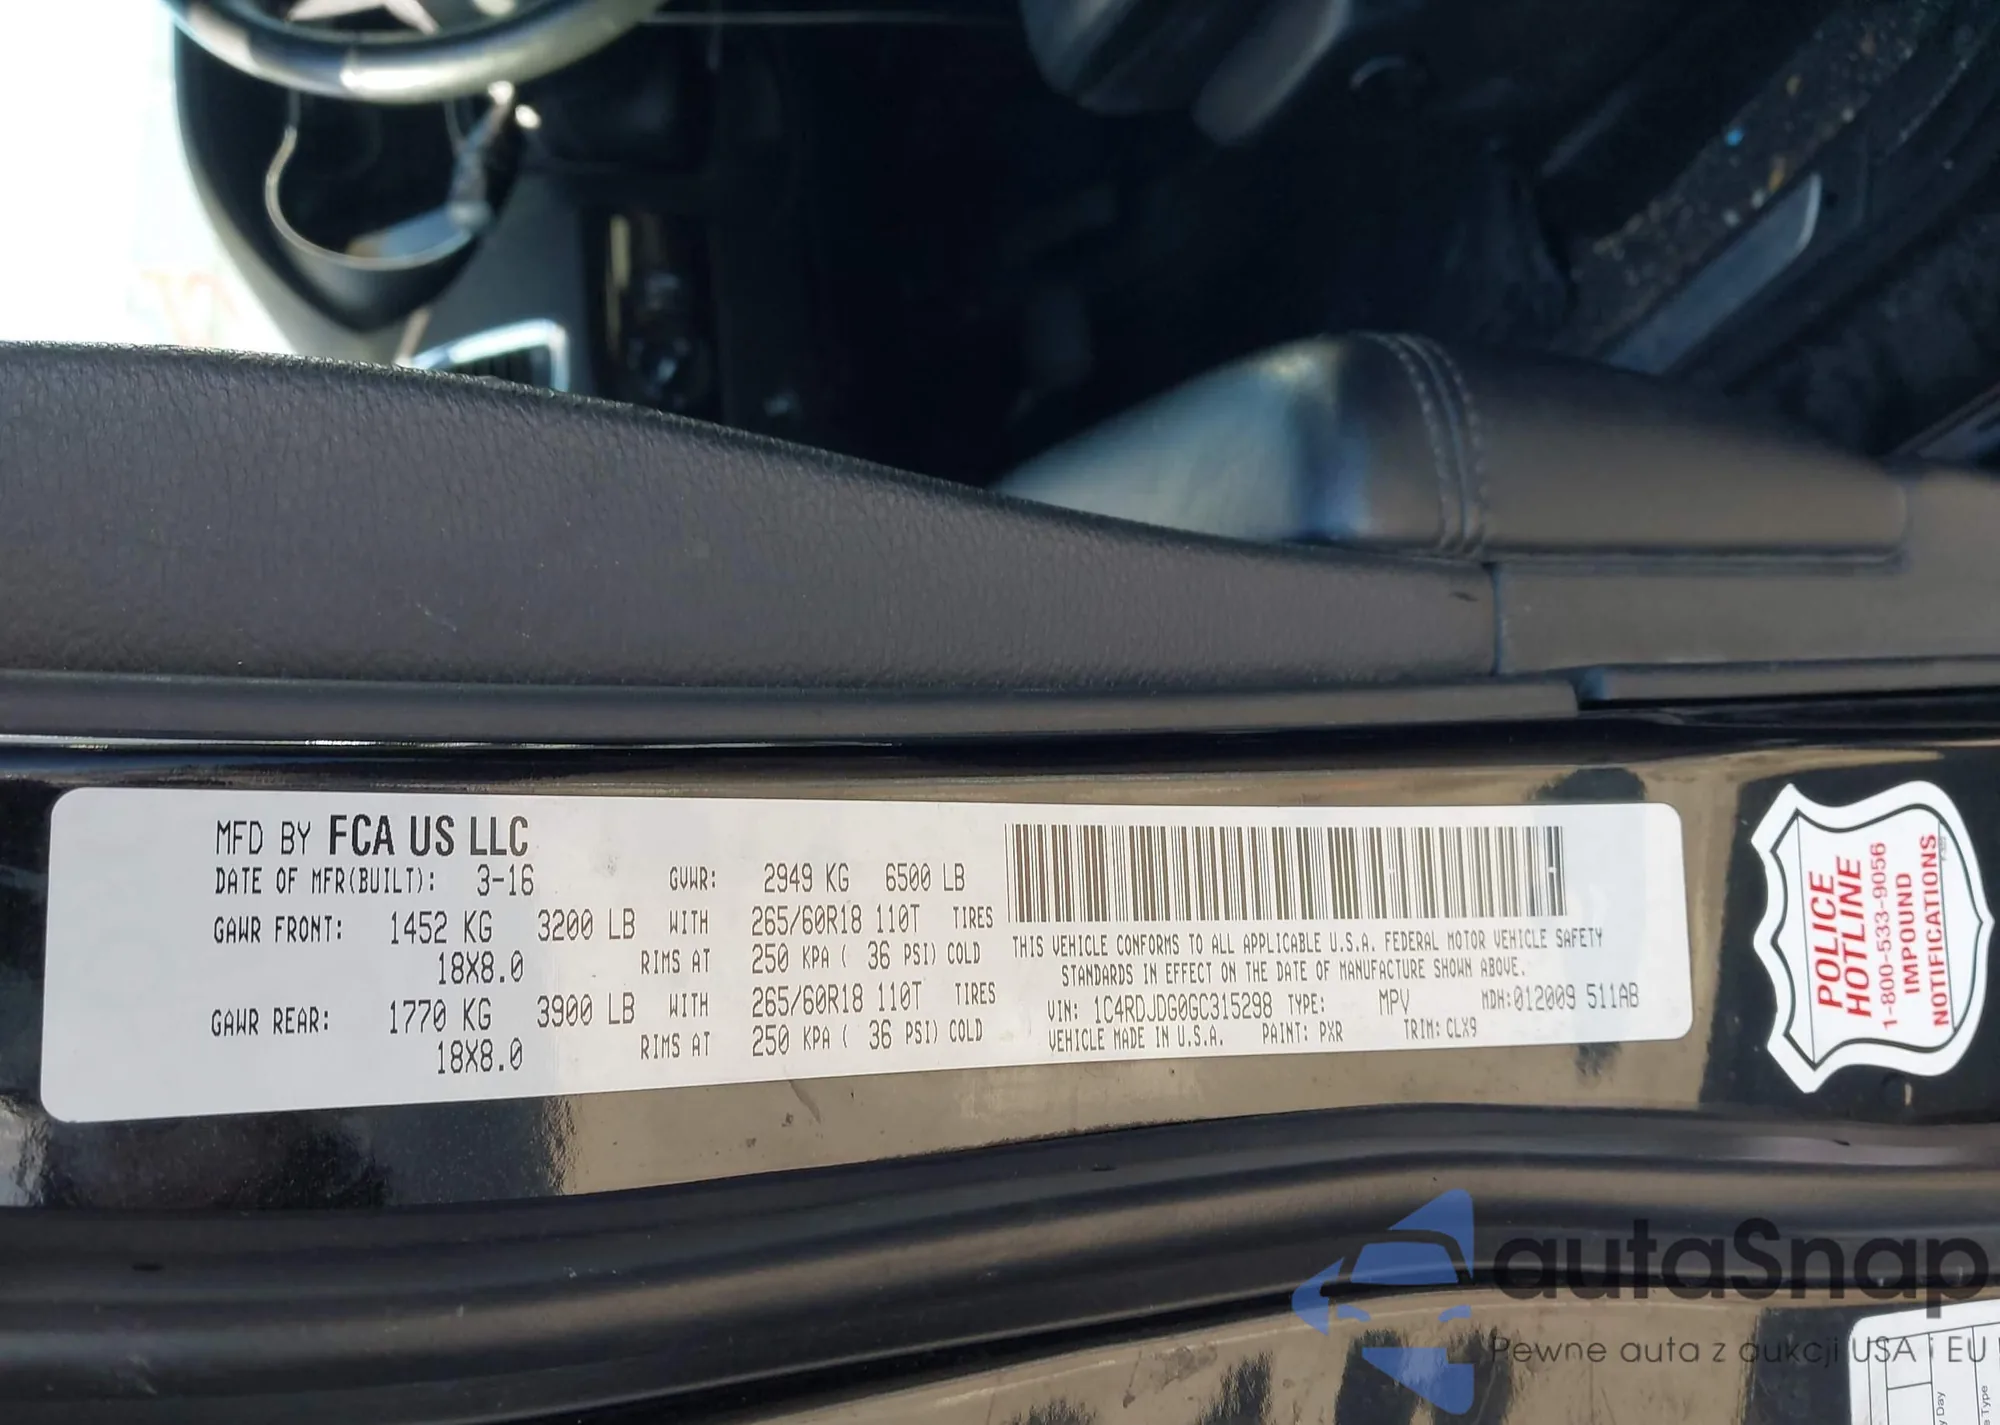 MFD BY FCA US LLC
DATE OF MFR(BUILT): 3-16 GVWR: 2949 KG 6500 LB
GAWR FRONT: 1452 KG 3200 LB WITH 265/60R18 110T TIRES
18X8.0 RIMS AT 250 KPA ( 36 PSI) COLD
GAWR REAR: 1770 KG 3900 LB WITH 265/60R18 110T TIRES
18X8.0 RIMS AT 250 KPA ( 36 PSI) COLD
THIS VEHICLE CONFORMS TO ALL APPLICABLE U.S.A. FEDERAL MOTOR VEHICLE SAFETY
STANDARDS IN EFFECT ON THE DATE OF MANUFACTURE SHOWN ABOVE.
VIN: 1C4RDJDG0GC315298 TYPE: MPV MDH:012009 511AB
VEHICLE MADE IN U.S.A. PAINT: PXR TRIM: CLX9
POLICE
HOTLINE
1-800-533-9056
IMPOUND
NOTIFICATIONS
autaSnap
Pewne auta z aukcji USA i EU
Day
Type